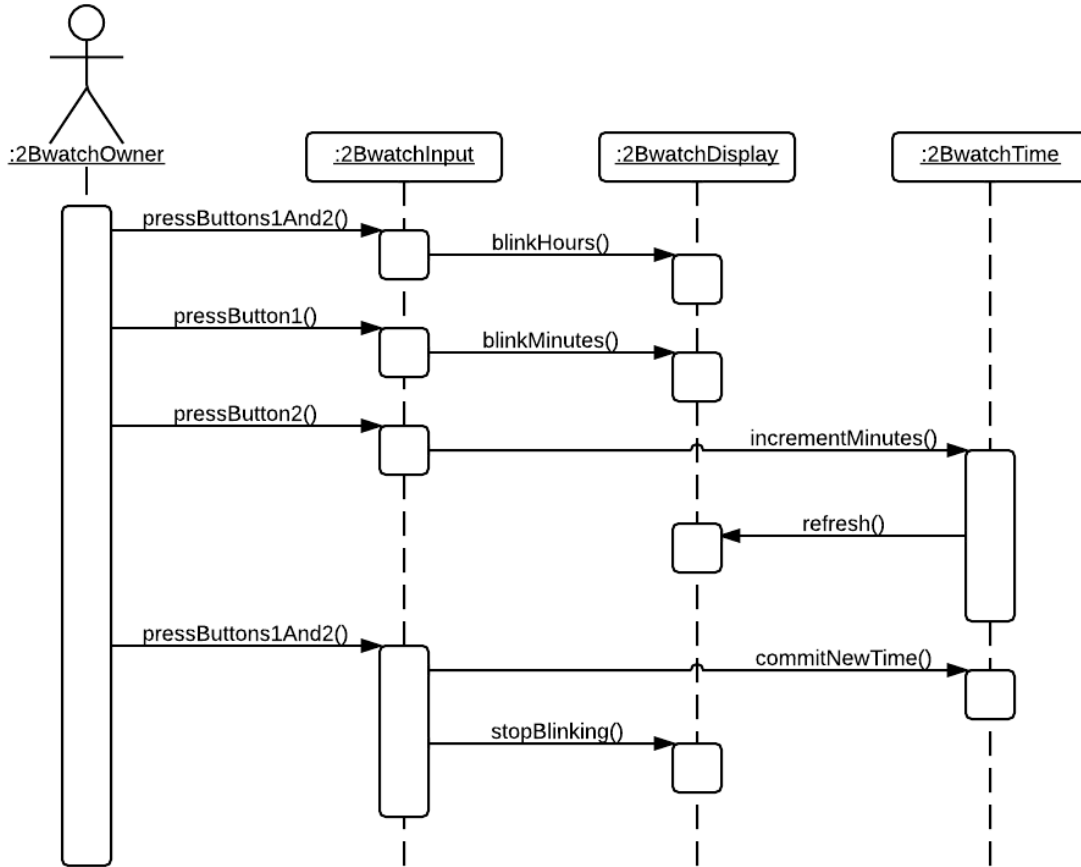 :2BwatchOwner
:2BwatchInput
:2BwatchDisplay
:2BwatchTime
pressButtons1And2()
blinkHours()
pressButton1()
blinkMinutes()
pressButton2()
incrementMinutes()
refresh()
pressButtons1And2()
commitNewTime()
stopBlinking()